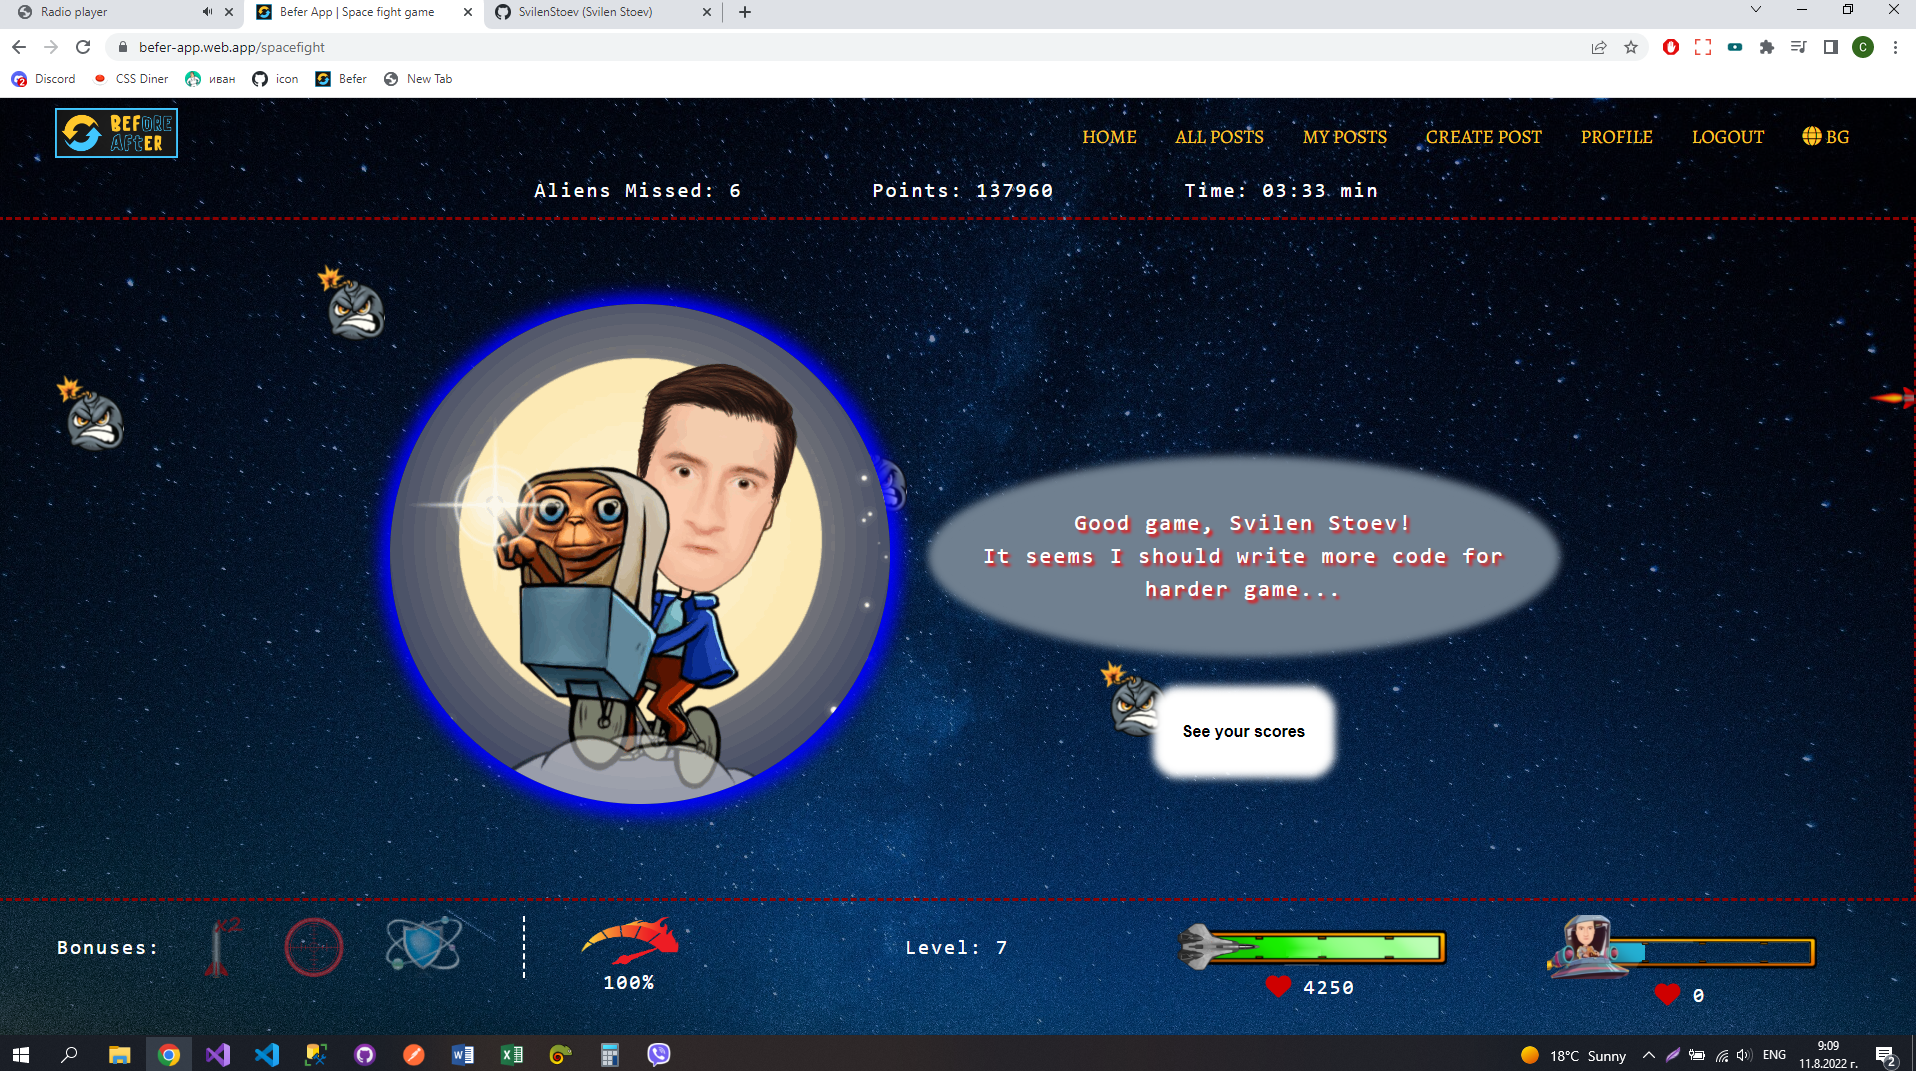 Radio player
Befer App | Space fight game
SvilenStoev (Svilen Stoev)
befer-app.web.app/spacefight
C
Discord
CSS Diner
иван
icon
Befer
New Tab
BEFORE
AftER
HOME
ALL POSTS
MY POSTS
CREATE POST
PROFILE
LOGOUT
BG
Aliens Missed: 6
Points: 137960
Time: 03:33 min
Good game, Svilen Stoev!
It seems I should write more code for
harder game...
See your scores
Bonuses:
x2
100%
Level: 7
4250
0
18°C Sunny
ENG
9:09
11.8.2022 г.
2